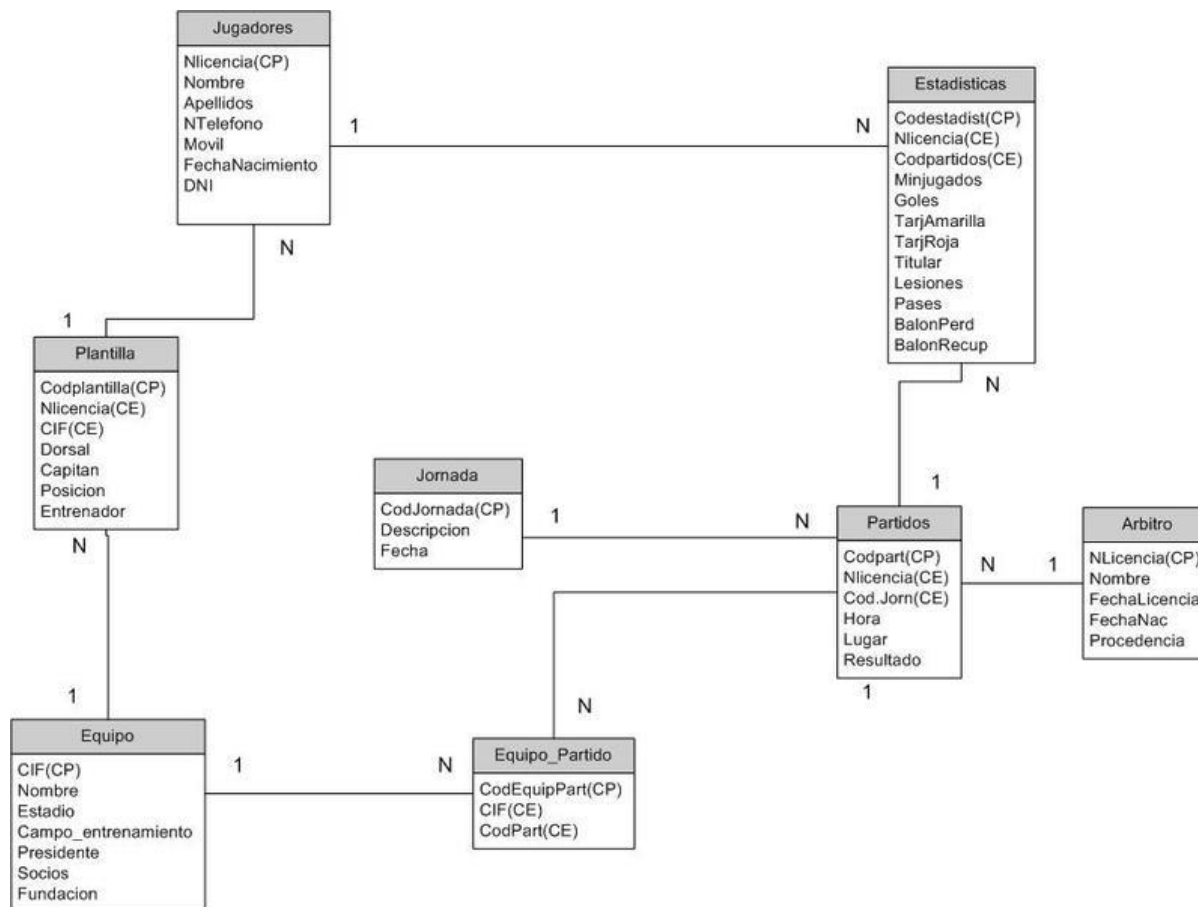 Jugadores
Nlicencia(CP)
Nombre
Apellidos
NTelefono
Movil
FechaNacimiento
DNI
1
N
N
Estadisticas
Codestadist(CP)
Nlicencia(CE)
Codpartidos(CE)
Minjugados
Goles
TarjAmarilla
TarjRoja
Titular
Lesiones
Pases
BalonPerd
BalonRecup
N
1
1
Plantilla
Codplantilla(CP)
Nlicencia(CE)
CIF(CE)
Dorsal
Capitan
Posicion
Entrenador
N
1
Jornada
CodJornada(CP)
Descripcion
Fecha
1
N
Partidos
Codpart(CP)
Nlicencia(CE)
Cod.Jorn(CE)
Hora
Lugar
Resultado
1
N
1
Arbitro
NLicencia(CP)
Nombre
FechaLicencia
FechaNac
Procedencia
Equipo
CIF(CP)
Nombre
Estadio
Campo_entrenamiento
Presidente
Socios
Fundacion
1
N
N
Equipo_Partido
CodEquipPart(CP)
CIF(CE)
CodPart(CE)